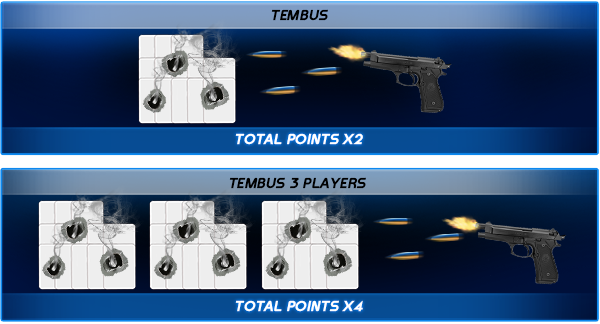 TEMBUS
TOTAL POINTS X2
TEMBUS 3 PLAYERS
TOTAL POINTS X4